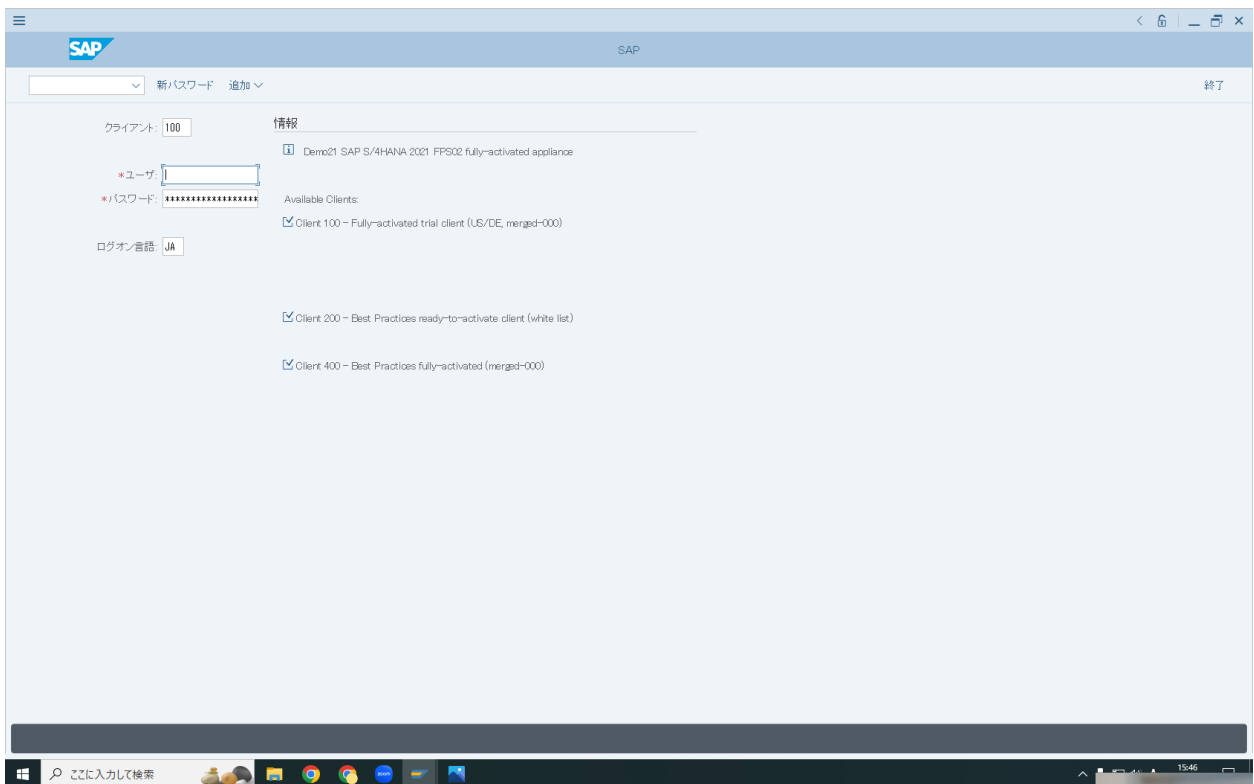 SAP
SAP
新パスワード 追加
終了
クライアント: 100
情報
Demo21 SAP S/4HANA 2021 FPS02 fully-activated appliance
*ユーザ:
*パスワード: ******************
Available Clients:
Client 100 - Fully-activated trial client (US/DE, merged-000)
ログオン言語: JA
Client 200 - Best Practices ready-to-activate client (white list)
Client 400 - Best Practices fully-activated (merged-000)
ここに入力して検索
zoom
15:46